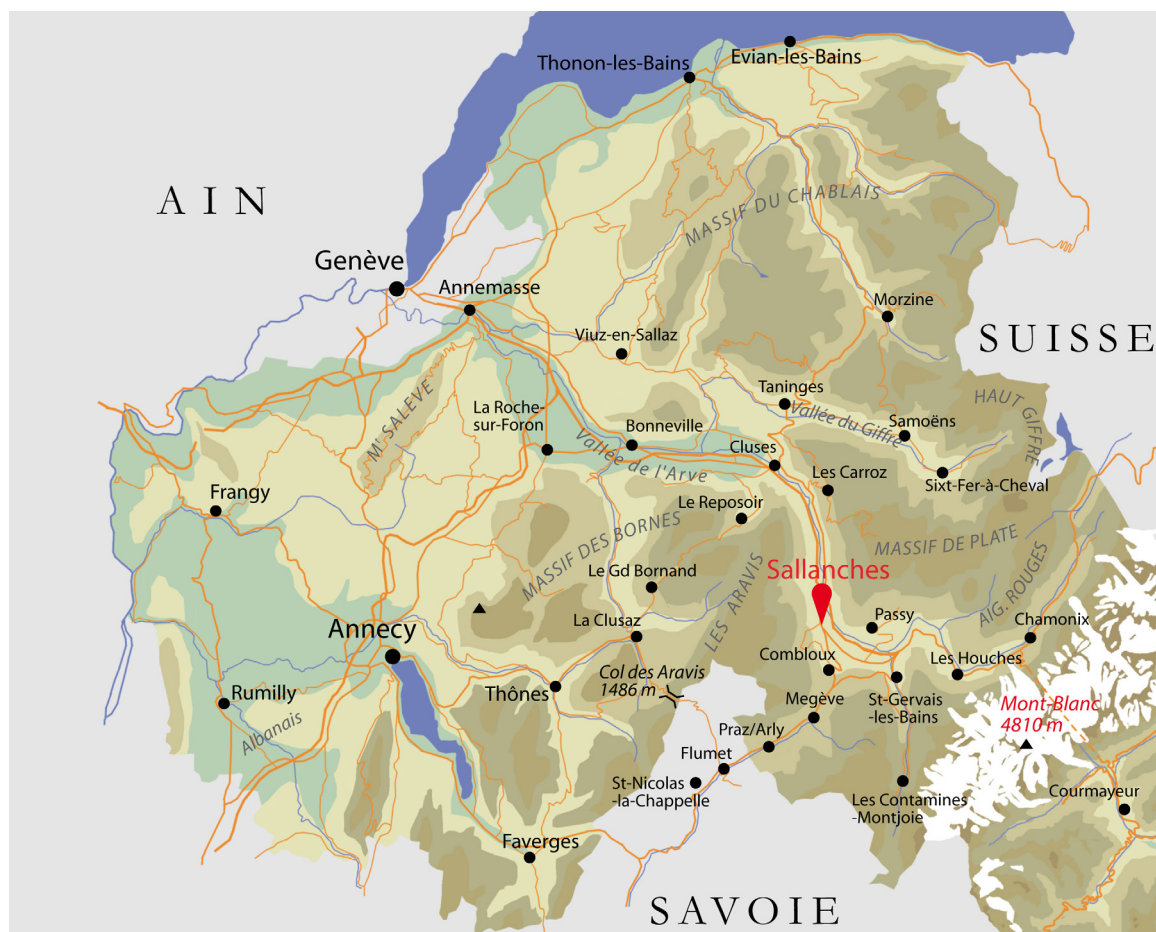 Evian-les-Bains
Thonon-les-Bains
AIN
MASSIF DU CHABLAIS
Genève
Annemasse
Morzine
Viuz-en-Sallaz
SUISSE
Taninges
Vallée du Giffre
HAUT GIFFRE
Mt SALEVE
La Roche-
sur-Foron
Bonneville
Samoëns
Vallée de l'Arve
Cluses
Les Carroz
Sixt-Fer-à-Cheval
Frangy
Le Reposoir
MASSIF DES BORNES
MASSIF DE PLATE
Le Gd Bornand
LES ARAVIS
Sallanches
AIG. ROUGES
Annecy
La Clusaz
Passy
Chamonix
Combloux
Les Houches
Col des Aravis
1486 m
Rumilly
Albanais
Thônes
Megève
St-Gervais
-les-Bains
Mont-Blanc
4810 m
Praz/Arly
Flumet
St-Nicolas
-la-Chappelle
Les Contamines
-Montjoie
Courmayeur
Faverges
SAVOIE